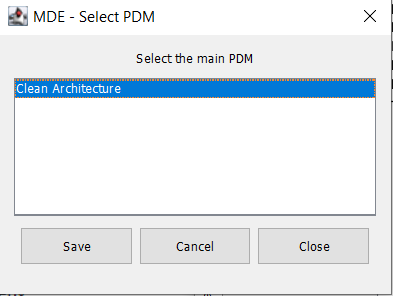 MDE - Select PDM
Select the main PDM
Clean Architecture
Save
Cancel
Close